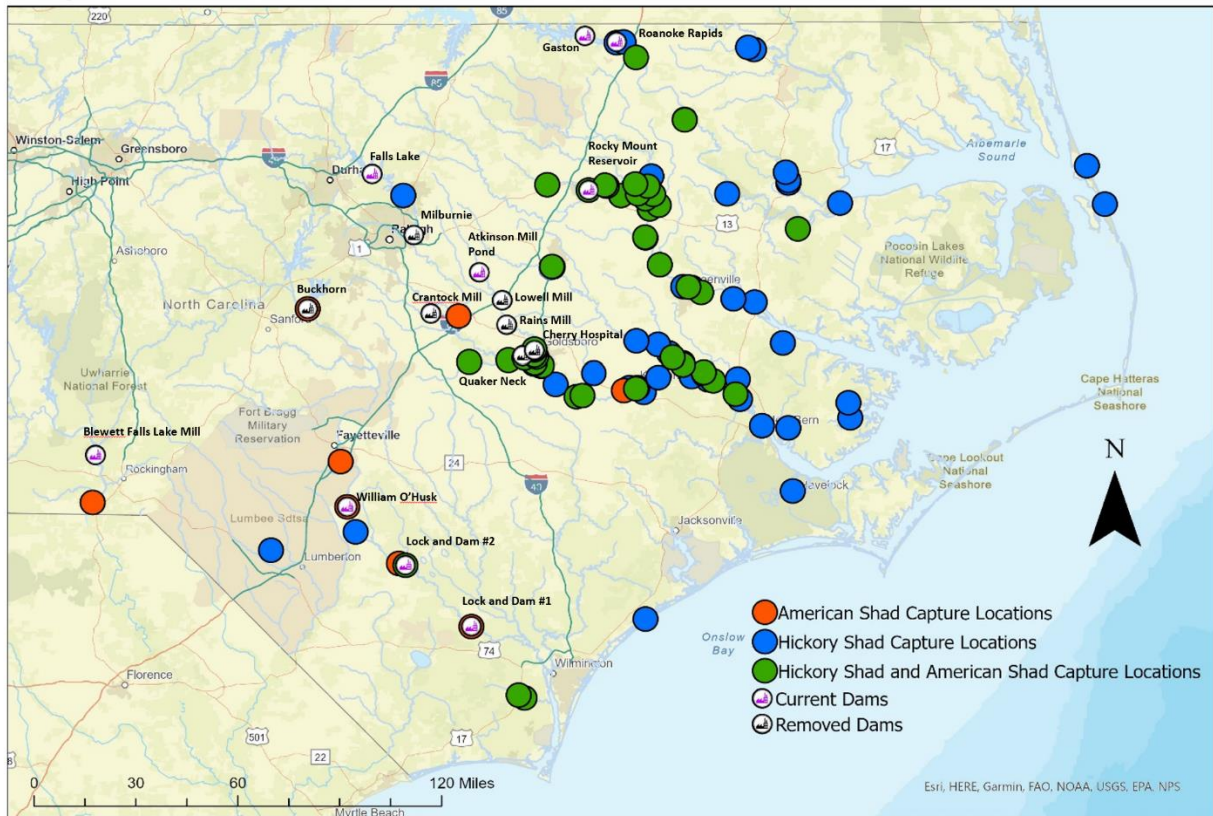 220
85
Gaston
Roanoke Rapids
85
Winston-Salem
Greensboro
High Point
Falls Lake
Rocky Mount
Reservoir
17
Albemarle
Sound
Milburnie
1
Atkinson Mill
Pond
13
Asheboro
Pocosin Lakes
National Wildlife
Refuge
Buckhorn
North Carolina
Sanford
Crantock Mill
Lowell Mill
Rains Mill
Cherry Hospital
Quaker Neck
Uwharrie
National Forest
Fort Bragg
Military
Reservation
Cape Hatteras
National
Seashore
Blewett Falls Lake Mill
Fayetteville
Rockingham
24
40
Cape Lookout
National
Seashore
N
William O'Husk
Lumbee Sdtsa
Jacksonville
Lock and Dam #2
Lumberton
Lock and Dam #1
American Shad Capture Locations
74
Onslow
Bay
Hickory Shad Capture Locations
Wilmington
Hickory Shad and American Shad Capture Locations
Florence
Current Dams
Removed Dams
501
17
22
0 60 120 Miles
Esri, HERE, Garmin, FAO, NOAA, USGS, EPA, NPS
Myrtle Beach